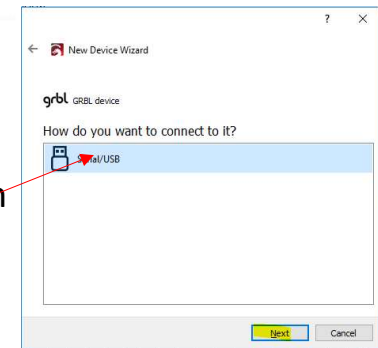 ? ×
← New Device Wizard
grbl GRBL device
How do you want to connect to it?
Serial/USB
n
Next Cancel